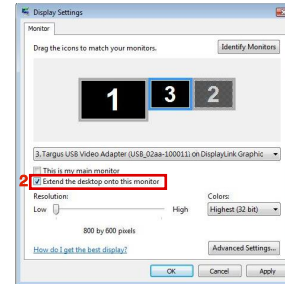 Display Settings
Monitor
Drag the icons to match your monitors.
Identify Monitors
1
3
2
3. Targus USB Video Adapter (USB_02aa-100011) on DisplayLink Graphic
This is my main monitor
2
Extend the desktop onto this monitor
Resolution:
Colors:
Low
High
Highest (32 bit)
800 by 600 pixels
How do I get the best display?
Advanced Settings...
OK
Cancel
Apply